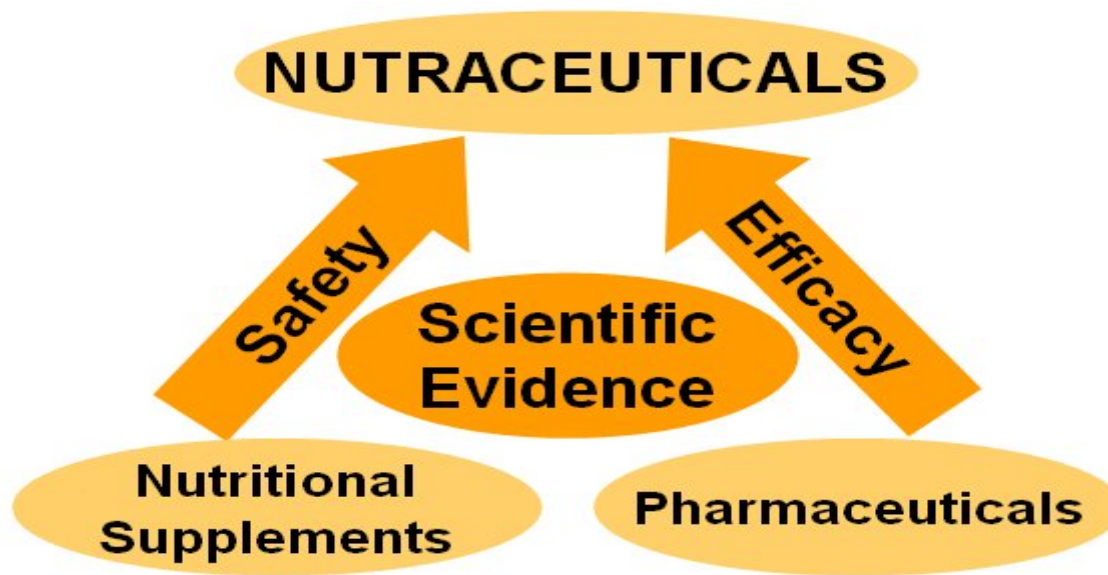 NUTRACEUTICALS
Safety
Efficacy
Scientific
Evidence
Nutritional
Supplements
Pharmaceuticals